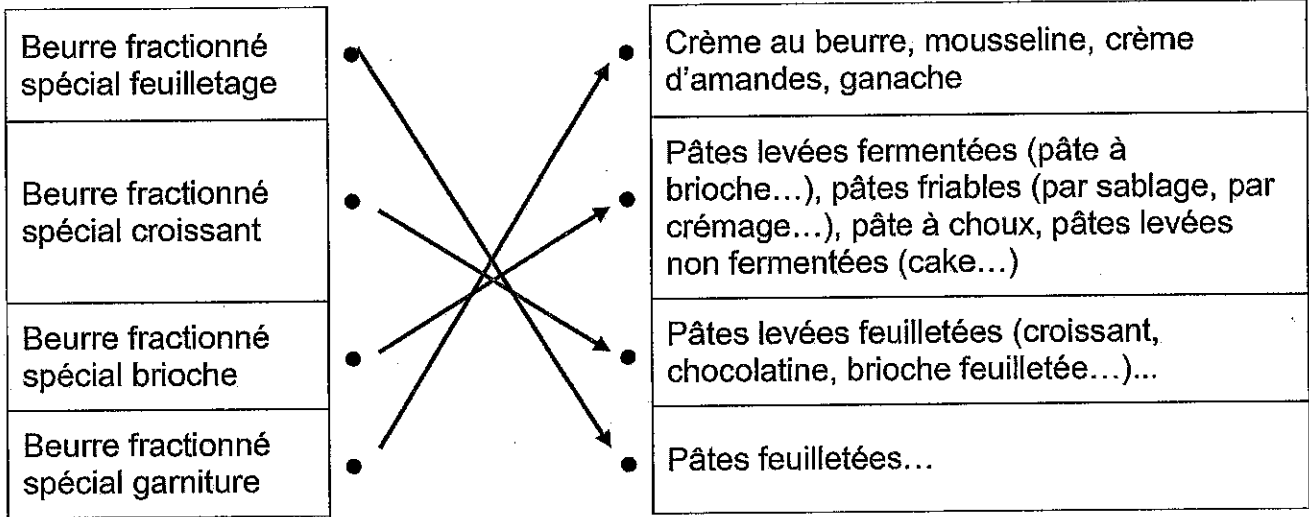 Beurre fractionné
spécial feuilletage
Crème au beurre, mousseline, crème
d'amandes, ganache
Beurre fractionné
spécial croissant
Pâtes levées fermentées (pâte à
brioche…), pâtes friables (par sablage, par
crémage…), pâte à choux, pâtes levées
non fermentées (cake…)
Beurre fractionné
spécial brioche
Pâtes levées feuilletées (croissant,
chocolatine, brioche feuilletée…)...
Beurre fractionné
spécial garniture
Pâtes feuilletées…